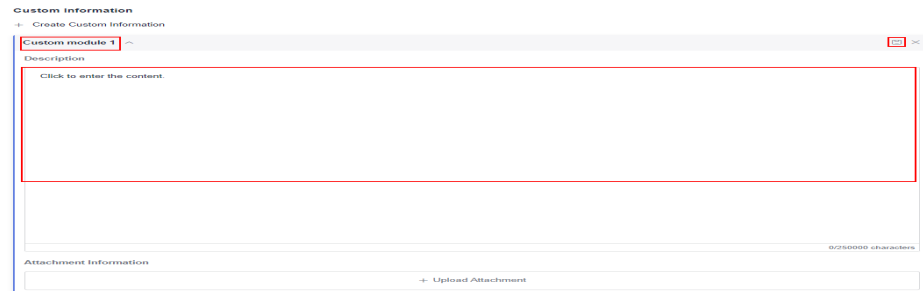 Custom Information
+ Create Custom Information
Custom module 1
Description
Click to enter the content.
0/250000 characters
Attachment Information
+ Upload Attachment